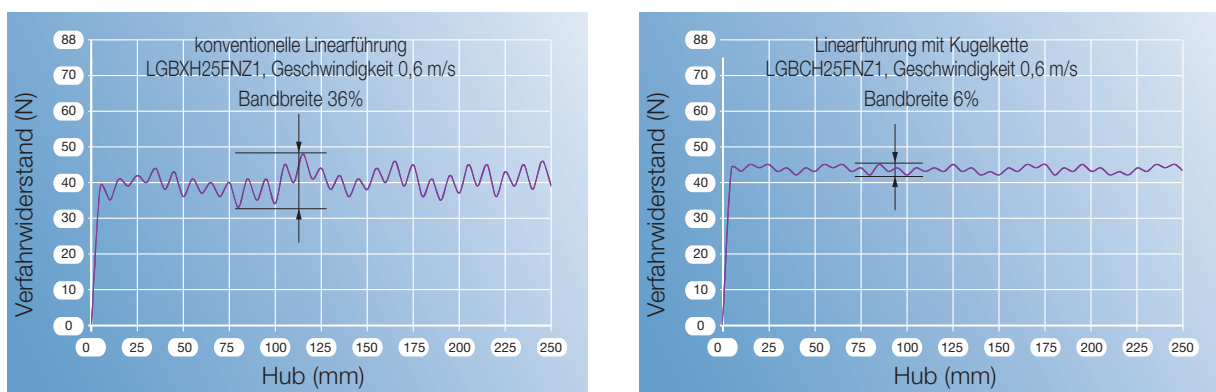 konventionelle Linearführung
LGBXH25FNZ1, Geschwindigkeit 0,6 m/s
Bandbreite 36%
Verfahrwiderstand (N)
88
70
60
50
40
30
20
10
0
0 25 50 75 100 125 150 175 200 225 250
Hub (mm)
Linearführung mit Kugelkette
LGBCH25FNZ1, Geschwindigkeit 0,6 m/s
Bandbreite 6%
Verfahrwiderstand (N)
88
70
60
50
40
30
20
10
0
0 25 50 75 100 125 150 175 200 225 250
Hub (mm)